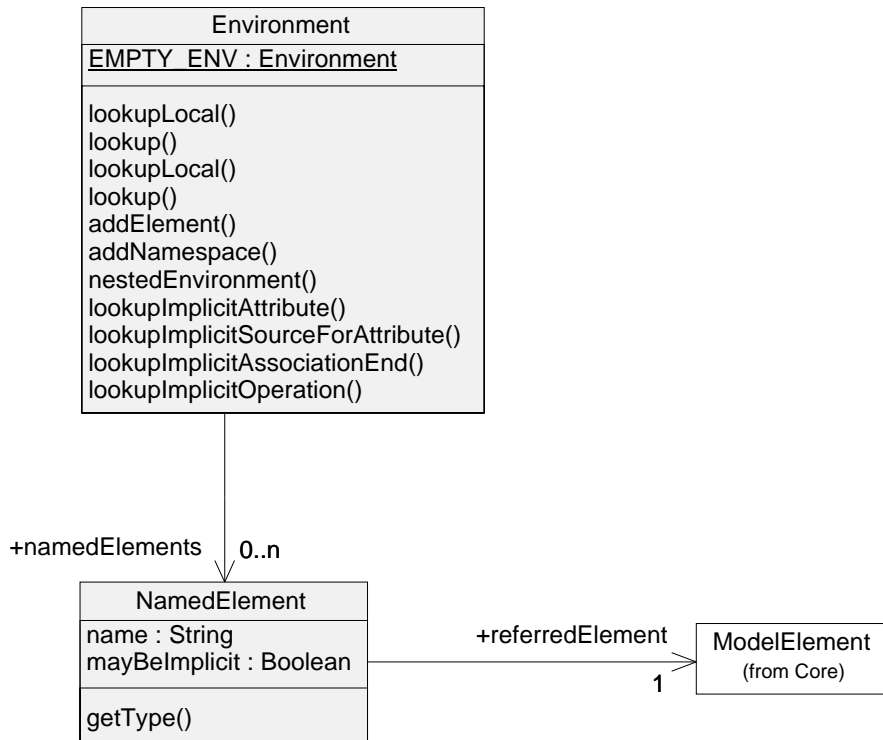 Environment
EMPTY_ENV : Environment
lookupLocal()
lookup()
lookupLocal()
lookup()
addElement()
addNamespace()
nestedEnvironment()
lookupImplicitAttribute()
lookupImplicitSourceForAttribute()
lookupImplicitAssociationEnd()
lookupImplicitOperation()
+namedElements
0..n
NamedElement
name : String
mayBeImplicit : Boolean
getType()
+referredElement
1
ModelElement
(from Core)